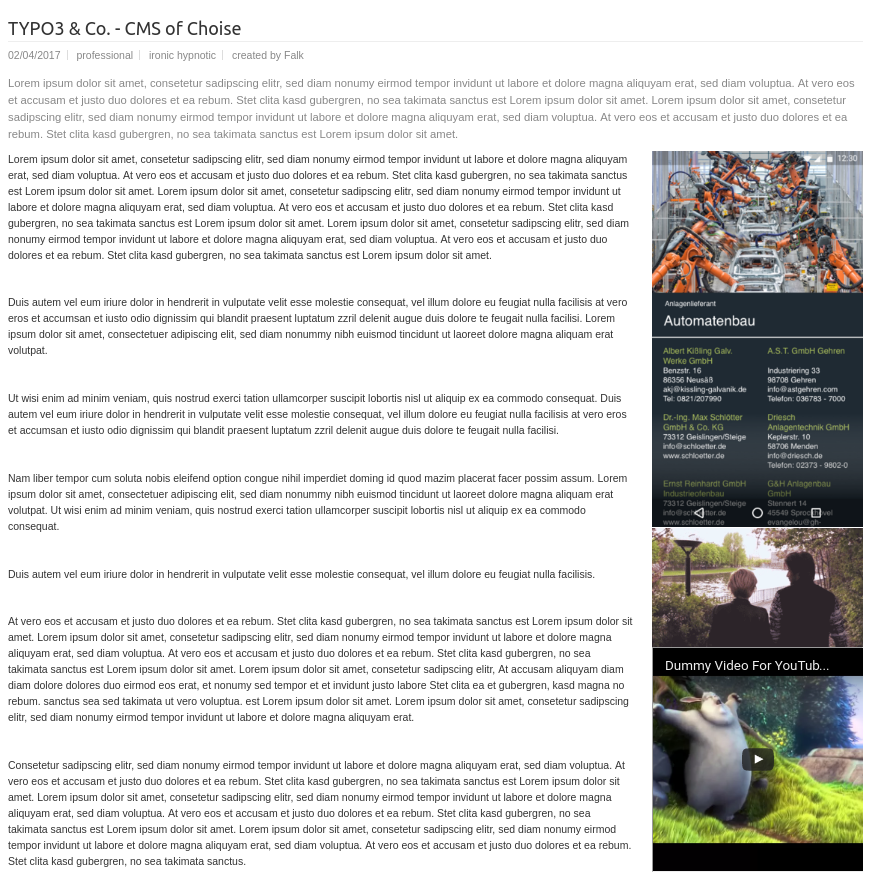 TYPO3 & Co. - CMS of Choise
02/04/2017 professional ironic hypnotic created by Falk
Lorem ipsum dolor sit amet, consetetur sadipscing elitr, sed diam nonumy eirmod tempor invidunt ut labore et dolore magna aliquyam erat, sed diam voluptua. At vero eos
et accusam et justo duo dolores et ea rebum. Stet clita kasd gubergren, no sea takimata sanctus est Lorem ipsum dolor sit amet. Lorem ipsum dolor sit amet, consetetur
sadipscing elitr, sed diam nonumy eirmod tempor invidunt ut labore et dolore magna aliquyam erat, sed diam voluptua. At vero eos et accusam et justo duo dolores et ea
rebum. Stet clita kasd gubergren, no sea takimata sanctus est Lorem ipsum dolor sit amet.
Lorem ipsum dolor sit amet, consetetur sadipscing elitr, sed diam nonumy eirmod tempor invidunt ut labore et dolore magna aliquyam
erat, sed diam voluptua. At vero eos et accusam et justo duo dolores et ea rebum. Stet clita kasd gubergren, no sea takimata sanctus
est Lorem ipsum dolor sit amet. Lorem ipsum dolor sit amet, consetetur sadipscing elitr, sed diam nonumy eirmod tempor invidunt ut
labore et dolore magna aliquyam erat, sed diam voluptua. At vero eos et accusam et justo duo dolores et ea rebum. Stet clita kasd
gubergren, no sea takimata sanctus est Lorem ipsum dolor sit amet. Lorem ipsum dolor sit amet, consetetur sadipscing elitr, sed diam
nonumy eirmod tempor invidunt ut labore et dolore magna aliquyam erat, sed diam voluptua. At vero eos et accusam et justo duo
dolores et ea rebum. Stet clita kasd gubergren, no sea takimata sanctus est Lorem ipsum dolor sit amet.
Duis autem vel eum iriure dolor in hendrerit in vulputate velit esse molestie consequat, vel illum dolore eu feugiat nulla facilisis at vero
eros et accumsan et iusto odio dignissim qui blandit praesent luptatum zzril delenit augue duis dolore te feugait nulla facilisi. Lorem
ipsum dolor sit amet, consectetuer adipiscing elit, sed diam nonummy nibh euismod tincidunt ut laoreet dolore magna aliquam erat
volutpat.
Ut wisi enim ad minim veniam, quis nostrud exerci tation ullamcorper suscipit lobortis nisl ut aliquip ex ea commodo consequat. Duis
autem vel eum iriure dolor in hendrerit in vulputate velit esse molestie consequat, vel illum dolore eu feugiat nulla facilisis at vero eros
et accumsan et iusto odio dignissim qui blandit praesent luptatum zzril delenit augue duis dolore te feugait nulla facilisi.
Nam liber tempor cum soluta nobis eleifend option congue nihil imperdiet doming id quod mazim placerat facer possim assum. Lorem
ipsum dolor sit amet, consectetuer adipiscing elit, sed diam nonummy nibh euismod tincidunt ut laoreet dolore magna aliquam erat
volutpat. Ut wisi enim ad minim veniam, quis nostrud exerci tation ullamcorper suscipit lobortis nisl ut aliquip ex ea commodo
consequat.
Duis autem vel eum iriure dolor in hendrerit in vulputate velit esse molestie consequat, vel illum dolore eu feugiat nulla facilisis.
At vero eos et accusam et justo duo dolores et ea rebum. Stet clita kasd gubergren, no sea takimata sanctus est Lorem ipsum dolor sit
amet. Lorem ipsum dolor sit amet, consetetur sadipscing elitr, sed diam nonumy eirmod tempor invidunt ut labore et dolore magna
aliquyam erat, sed diam voluptua. At vero eos et accusam et justo duo dolores et ea rebum. Stet clita kasd gubergren, no sea
takimata sanctus est Lorem ipsum dolor sit amet. Lorem ipsum dolor sit amet, consetetur sadipscing elitr, At accusam aliquyam diam
diam dolore dolores duo eirmod eos erat, et nonumy sed tempor et et invidunt justo labore Stet clita ea et gubergren, kasd magna no
rebum. sanctus sea sed takimata ut vero voluptua. est Lorem ipsum dolor sit amet. Lorem ipsum dolor sit amet, consetetur sadipscing
elitr, sed diam nonumy eirmod tempor invidunt ut labore et dolore magna aliquyam erat.
Consetetur sadipscing elitr, sed diam nonumy eirmod tempor invidunt ut labore et dolore magna aliquyam erat, sed diam voluptua. At
vero eos et accusam et justo duo dolores et ea rebum. Stet clita kasd gubergren, no sea takimata sanctus est Lorem ipsum dolor sit
amet. Lorem ipsum dolor sit amet, consetetur sadipscing elitr, sed diam nonumy eirmod tempor invidunt ut labore et dolore magna
aliquyam erat, sed diam voluptua. At vero eos et accusam et justo duo dolores et ea rebum. Stet clita kasd gubergren, no sea
takimata sanctus est Lorem ipsum dolor sit amet. Lorem ipsum dolor sit amet, consetetur sadipscing elitr, sed diam nonumy eirmod
tempor invidunt ut labore et dolore magna aliquyam erat, sed diam voluptua. At vero eos et accusam et justo duo dolores et ea rebum.
Stet clita kasd gubergren, no sea takimata sanctus.
12:30
Anlagenlieferant
Automatenbau
Albert Kißling Galv.
Werke GmbH
Benzstr. 16
86356 Neusäß
akj@kissling-galvanik.de
Tel: 0821/207990
A.S.T. GmbH Gehren
Industriering 33
98708 Gehren
info@astgehren.com
Telefon: 036783 - 7000
Dr.-Ing. Max Schlötter
GmbH & Co. KG
73312 Geislingen/Steige
info@schloetter.de
www.schloetter.de
Driesch
Anlagentechnik GmbH
Keplerstr. 10
58706 Menden
info@driesch.de
Telefon: 02373 - 9802-0
Ernst Reinhardt GmbH
Industrieofenbau
73312 Geislingen/Steige
info@schloetter.de
www.schloetter.de
G&H Anlagenbau
GmbH
Stennert 14
45549
evangelou@gh-
Dummy Video For YouTub...